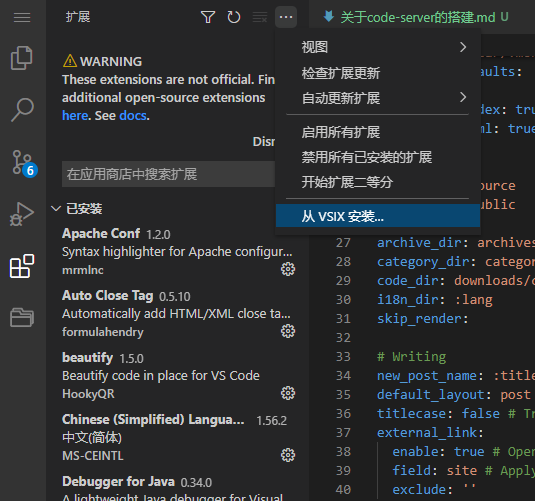 扩展
WARNING
These extensions are not official. Fin
additional open-source extensions
here. See docs.
Disr
在应用商店中搜索扩展
已安装
Apache Conf 1.2.0
Syntax highlighter for Apache configur...
mrmlnc
Auto Close Tag 0.5.10
Automatically add HTML/XML close ta...
formulahendry
beautify 1.5.0
Beautify code in place for VS Code
HookyQR
Chinese (Simplified) Langua... 1.56.2
中文(简体)
MS-CEINTL
Debugger for Java 0.34.0
A lightweight Java debugger for Visual
6
视图
检查扩展更新
自动更新扩展
启用所有扩展
禁用所有已安装的扩展
开始扩展二等分
从 VSIX 安装...
关于code-server的搭建.md U
aults:
dex: tru
ml: true
ource
public
27 archive_dir: archives
28 category_dir: categor
29 code_dir: downloads/c
30 i18n_dir: :lang
31 skip_render:
32
33 # Writing
34 new_post_name: :title
35 default_layout: post
36 titlecase: false # Tr
37 external_link:
38 enable: true # Open
39 field: site # Apply
40 exclude: ''